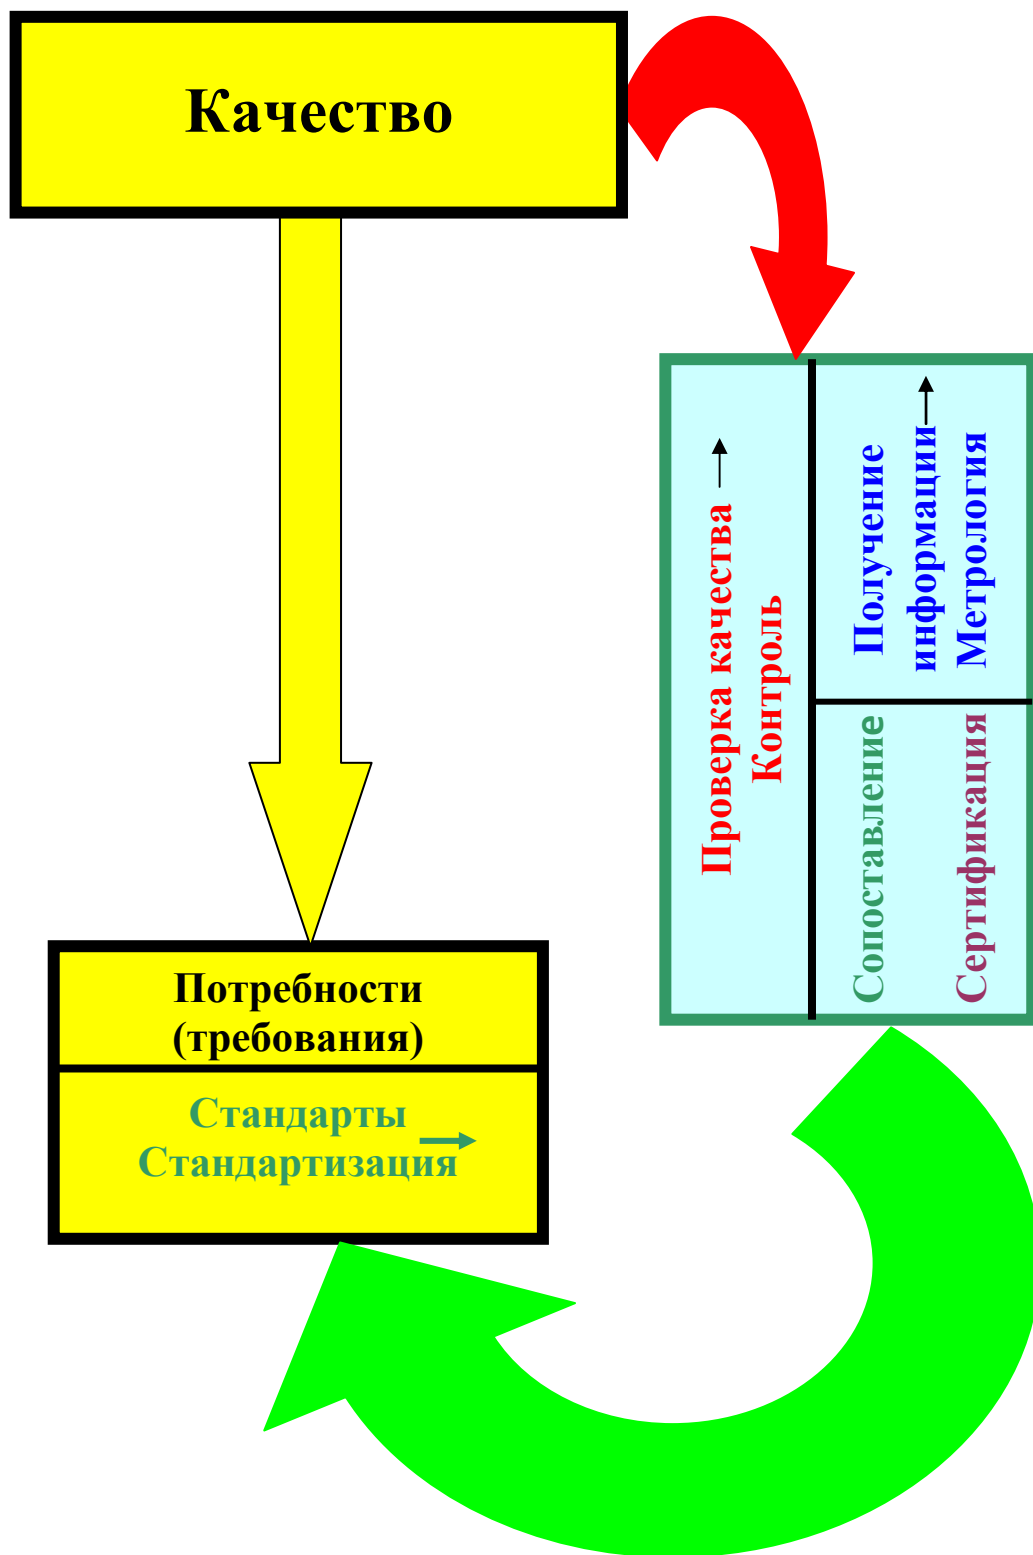 Качество
Проверка качества
Контроль
Получение
информации
Метрология
Сопоставление
Сертификация
Потребности
(требования)
Стандарты
Стандартизация